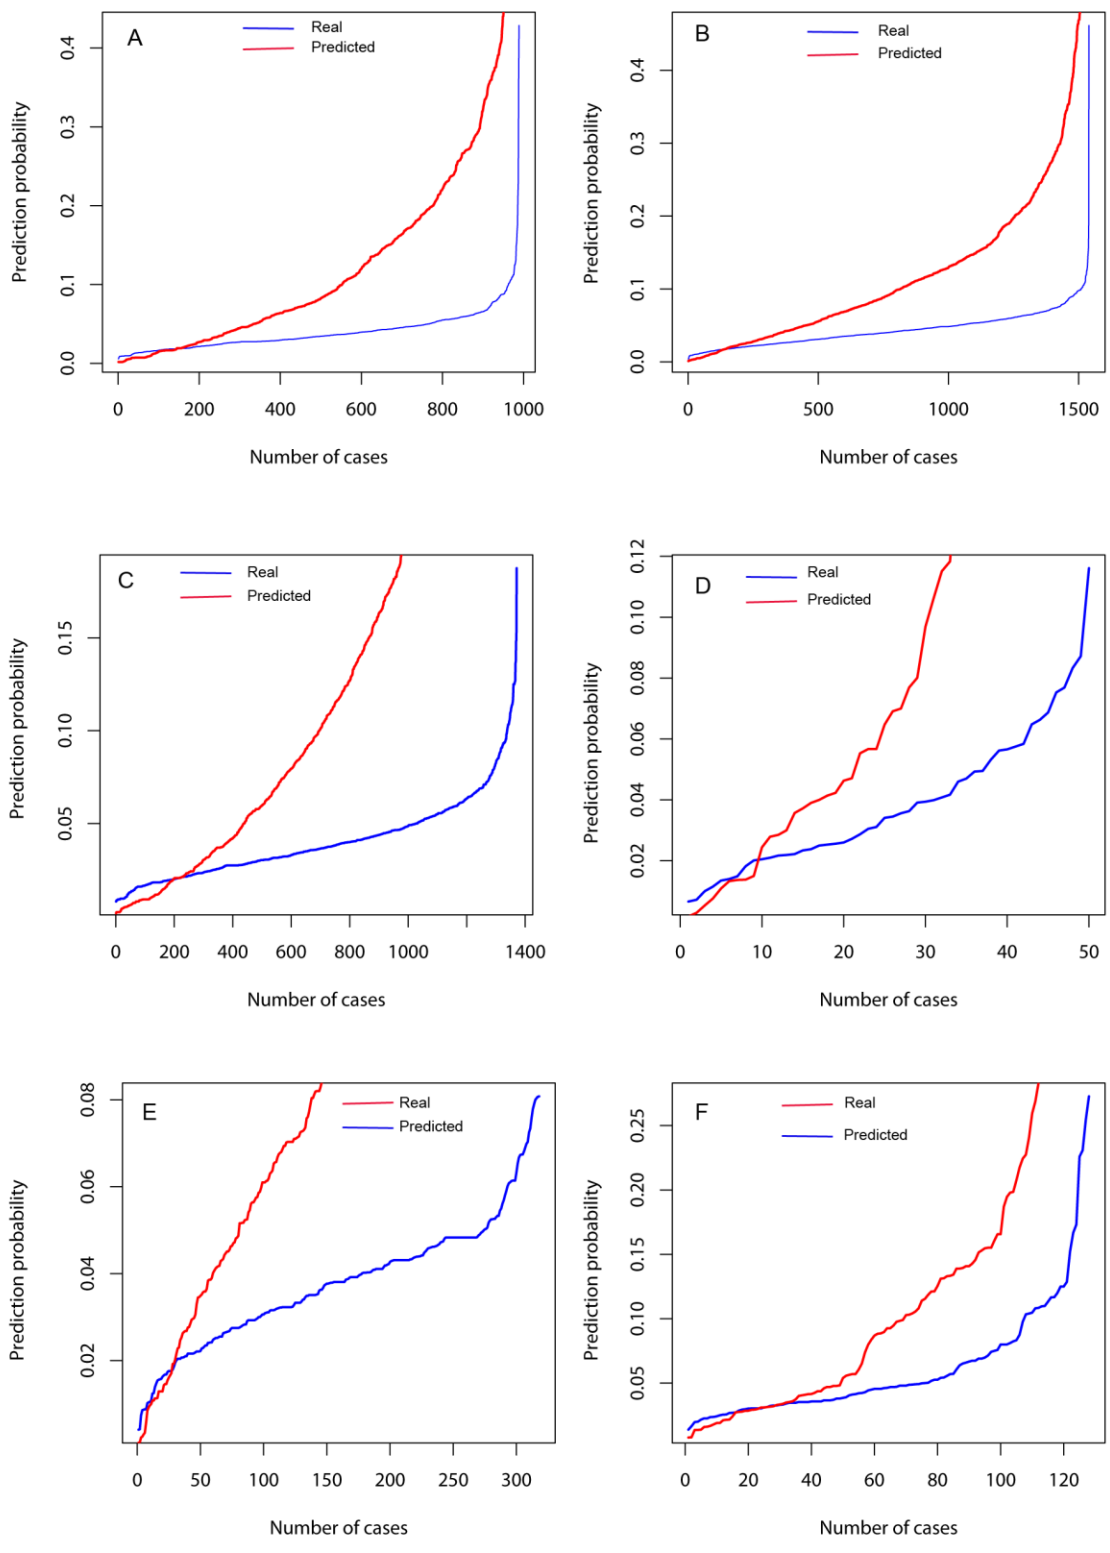 A
Real
Predicted
Prediction probability
0.0
0.1
0.2
0.3
0.4
0
200
400
600
800
1000
Number of cases
B
Real
Predicted
Prediction probability
0.0
0.1
0.2
0.3
0.4
0
500
1000
1500
Number of cases
C
Real
Predicted
Prediction probability
0.05
0.10
0.15
0
200
400
600
800
1000
1400
Number of cases
D
Real
Predicted
Prediction probability
0.02
0.04
0.06
0.08
0.10
0.12
0
10
20
30
40
50
Number of cases
E
Real
Predicted
Prediction probability
0.02
0.04
0.06
0.08
0
50
100
150
200
250
300
Number of cases
F
Real
Predicted
Prediction probability
0.05
0.10
0.15
0.20
0.25
0
20
40
60
80
100
120
Number of cases